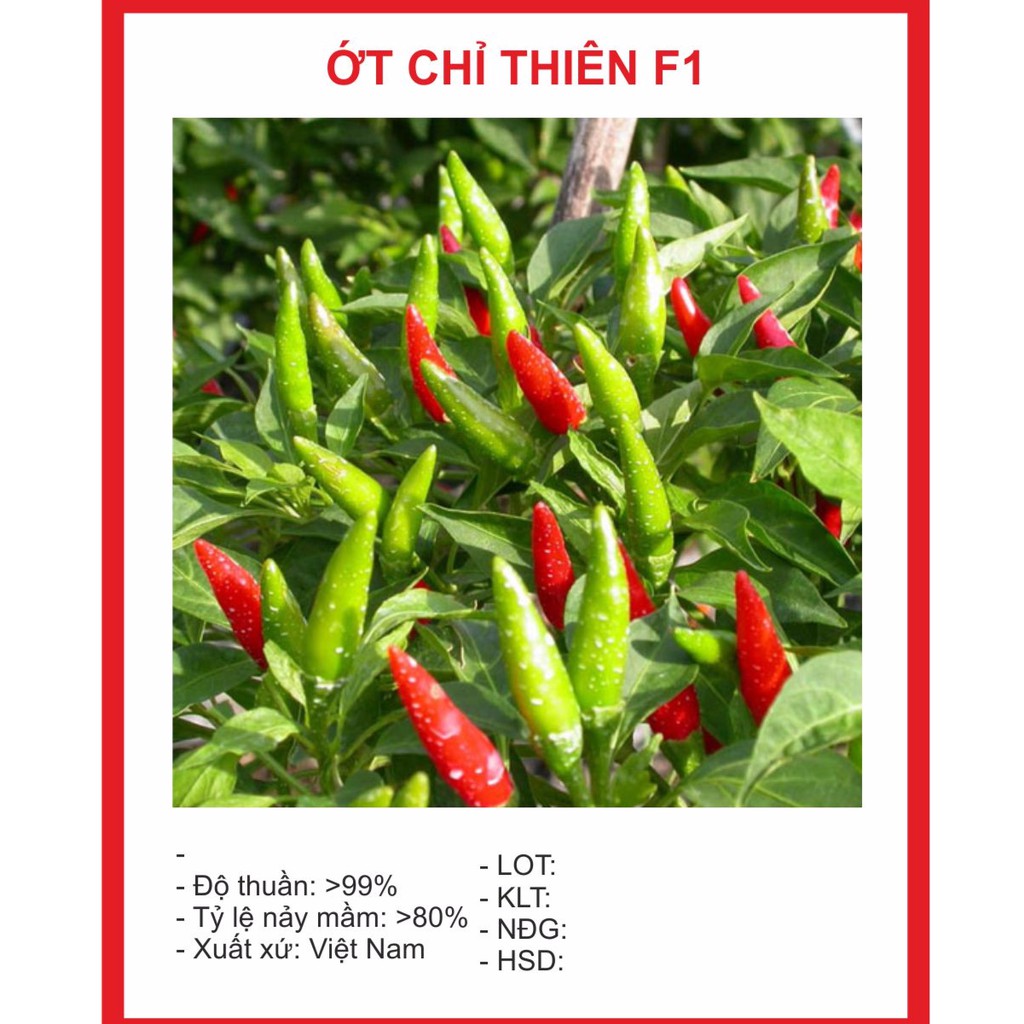 ỚT CHỈ THIÊN F1
-
- Độ thuần: >99%
- Tỷ lệ nảy mầm: >80%
- Xuất xứ: Việt Nam
- LOT:
- KLT:
- NĐG:
- HSD: